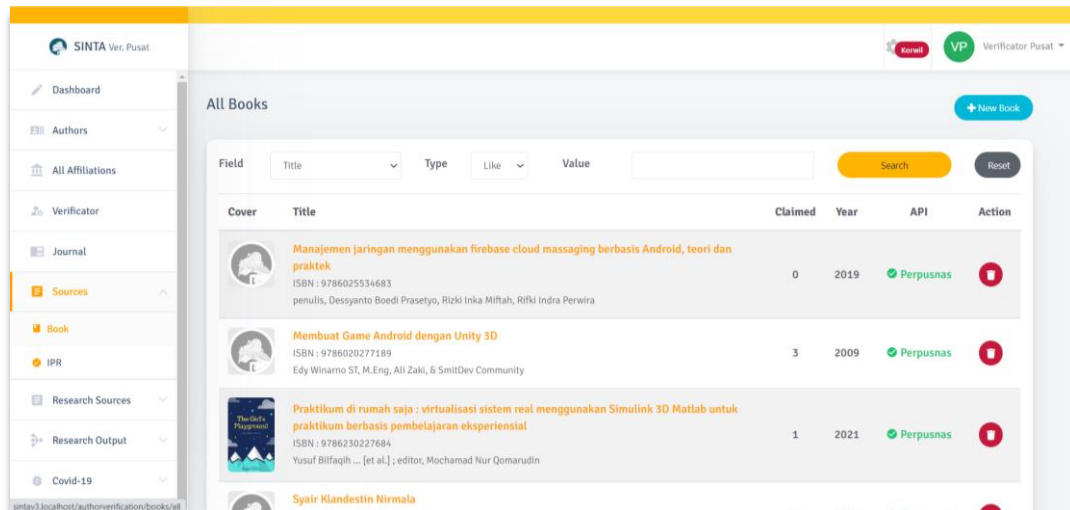 SINTA Ver. Pusat
Korwil
VP
Verificator Pusat
Dashboard
Authors
All Affiliations
Verificator
Journal
Sources
Book
IPR
Research Sources
Research Output
Covid-19
sintav3.localhost/authorverification/books/all
All Books
New Book
Field Title Type Like Value Search Reset
Cover Title Claimed Year API Action
Manajemen jaringan menggunakan firebase cloud massaging berbasis Android, teori dan
praktek
ISBN : 9786025534683
penulis, Dessyanto Boedi Prasetyo, Rizki Inka Miftah, Rifki Indra Perwira
0 2019 Perpusnas
Membuat Game Android dengan Unity 3D
ISBN : 9786020277189
Edy Winarno ST, M.Eng, Ali Zaki, & SmitDev Community
3 2009 Perpusnas
The Girl's
Playground
Praktikum di rumah saja : virtualisasi sistem real menggunakan Simulink 3D Matlab untuk
praktikum berbasis pembelajaran eksperiensial
ISBN : 9786230227684
Yusuf Bilfaqih ... [et al.] ; editor, Mochamad Nur Qomarudin
1 2021 Perpusnas
Syair Klandestin Nirmala